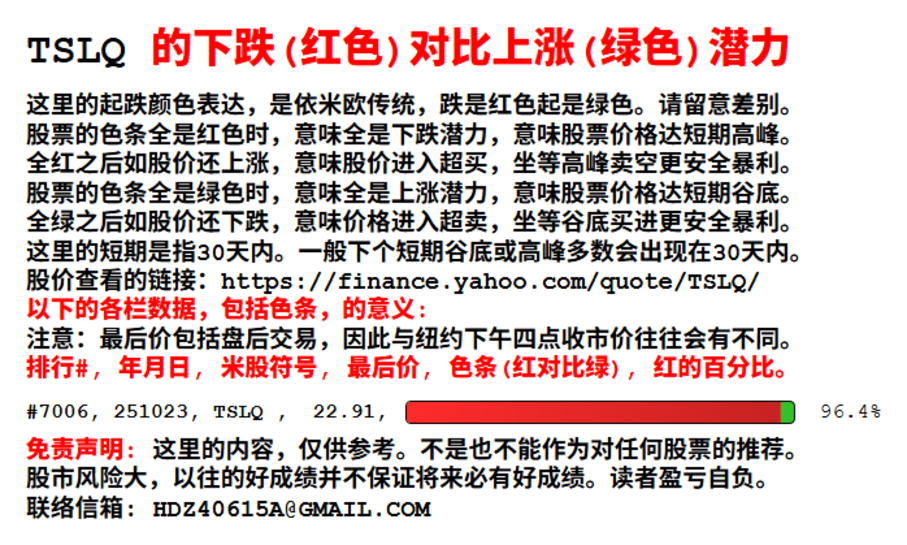 TSLQ 的下跌(红色)对比上涨(绿色)潜力
这里的起跌颜色表达，是依米欧传统，跌是红色起是绿色。请留意差别。
股票的色条全是红色时，意味全是下跌潜力，意味股票价格达短期高峰。
全红之后如股价还上涨，意味股价进入超买，坐等高峰卖空更安全暴利。
股票的色条全是绿色时，意味全是上涨潜力，意味股票价格达短期谷底。
全绿之后如股价还下跌，意味价格进入超卖，坐等谷底买进更安全暴利。
这里的短期是指30天内。一般下个短期谷底或高峰多数会出现在30天内。
股价查看的链接：https://finance.yahoo.com/quote/TSLQ/
以下的各栏数据，包括色条，的意义：
注意：最后价包括盘后交易，因此与纽约下午四点收市价往往会有不同。
排行#, 年月日, 米股符号, 最后价, 色条(红对比绿), 红的百分比。
#7006, 251023, TSLQ , 22.91, 96.4%
免责声明：这里的内容，仅供参考。不是也不能作为对任何股票的推荐。
股市风险大，以往的好成绩并不保证将来必有好成绩。读者盈亏自负。
联络信箱：HDZ40615A@GMAIL.COM